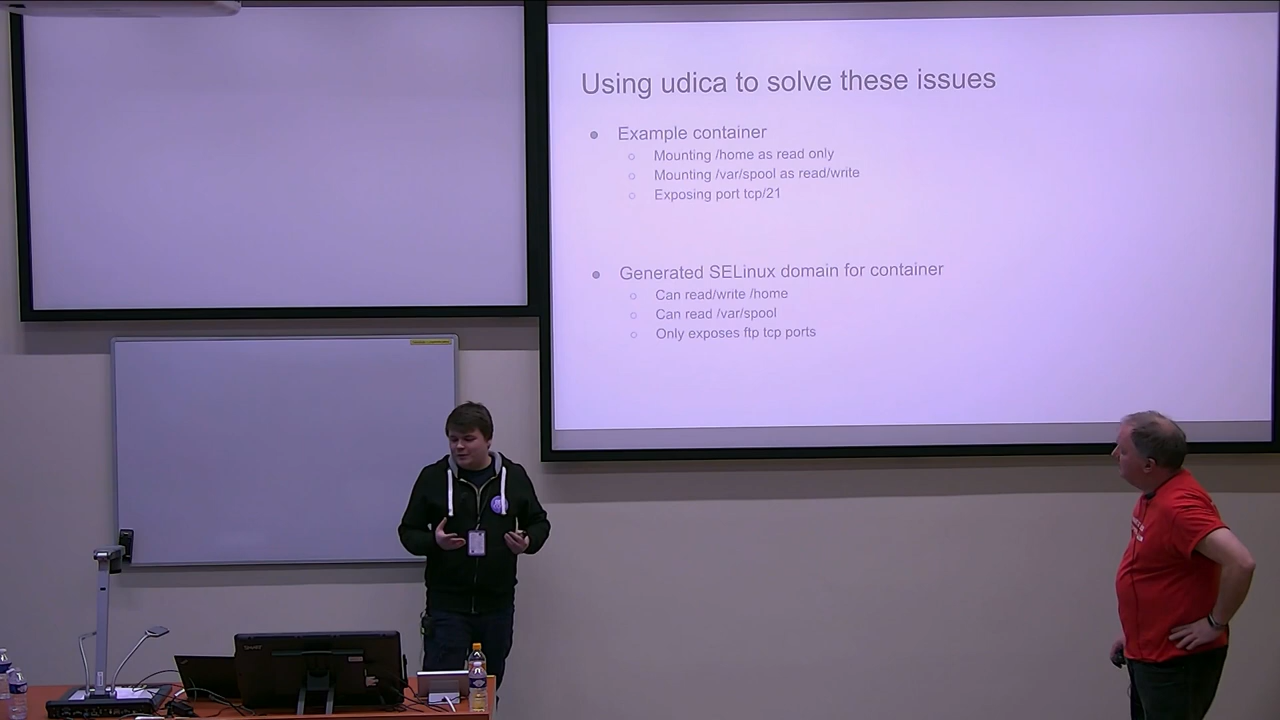 Using udica to solve these issues
Example container
Mounting /home as read only
Mounting /var/spool as read/write
Exposing port tcp/21
Generated SELinux domain for container
Can read/write /home
Can read /var/spool
Only exposes ftp tcp ports